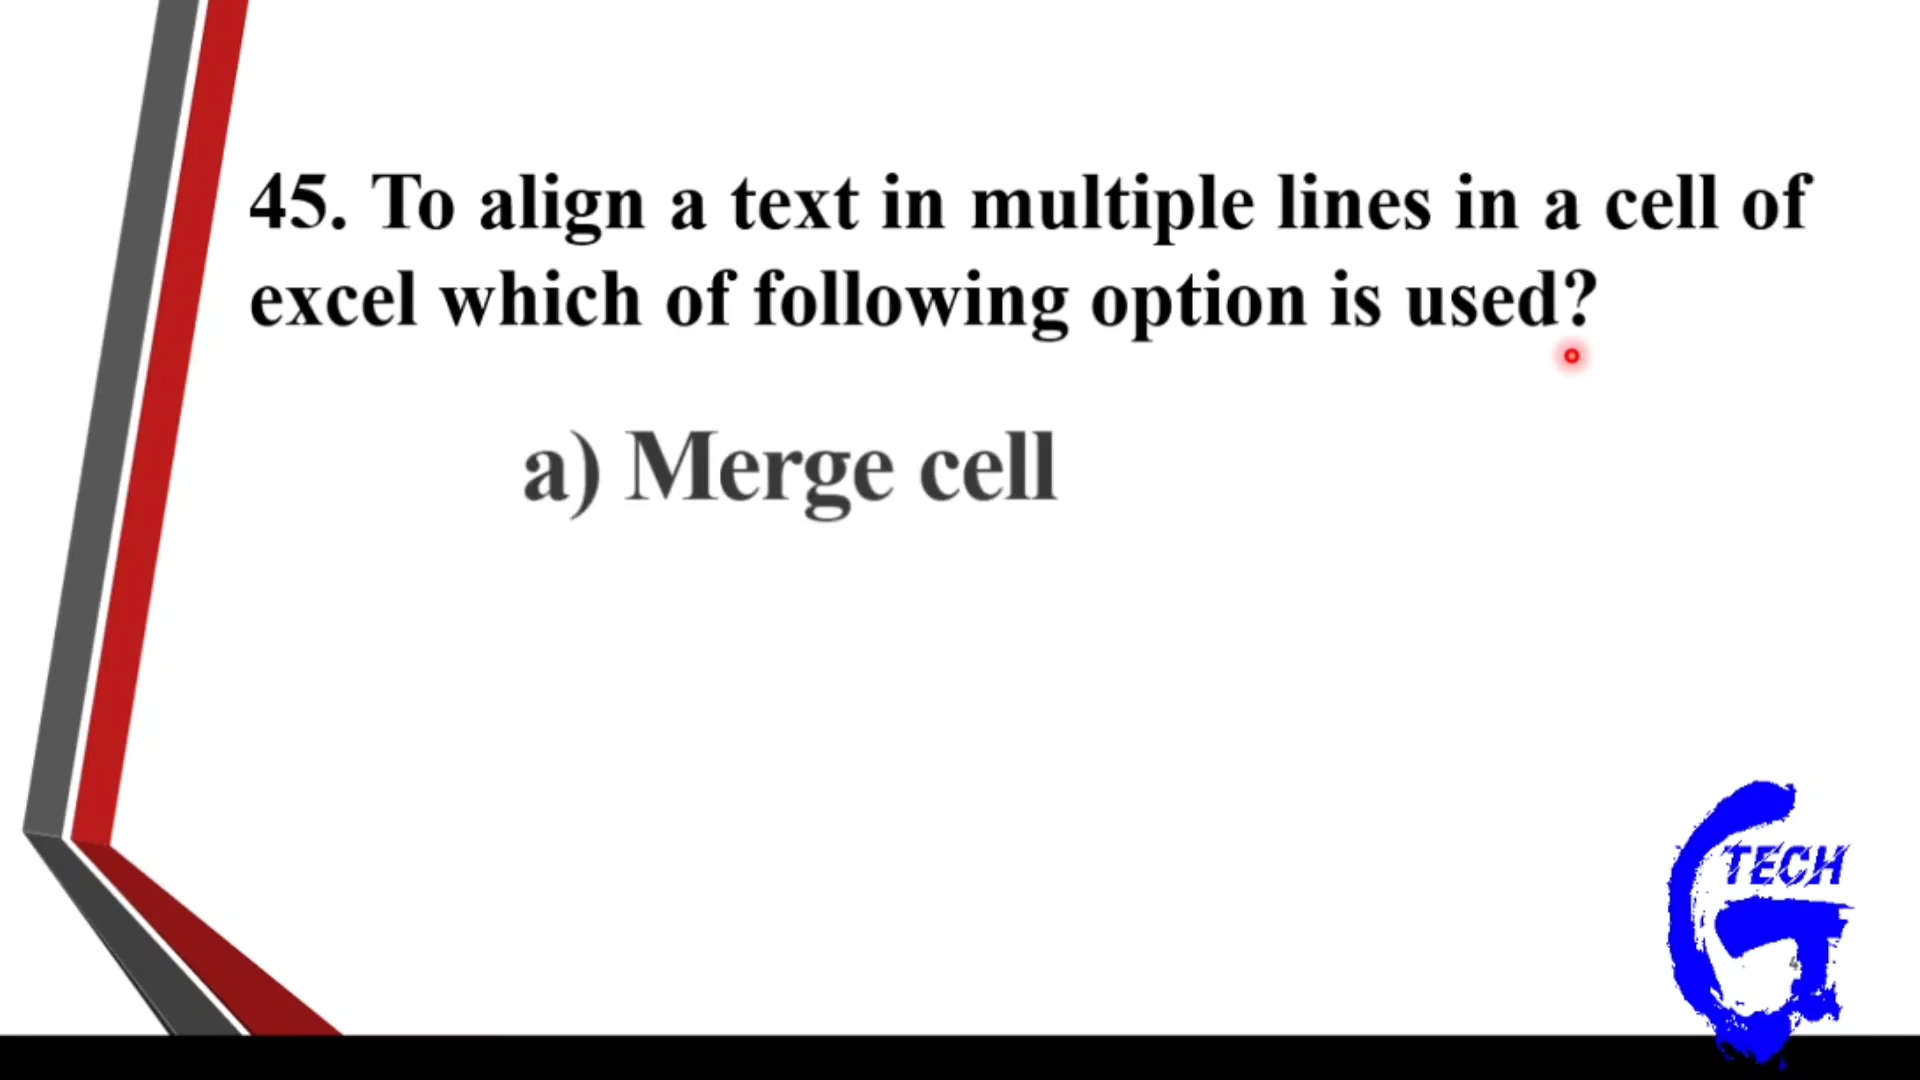 45. To align a text in multiple lines in a cell of
excel which of following option is used?
a) Merge cell
TECH